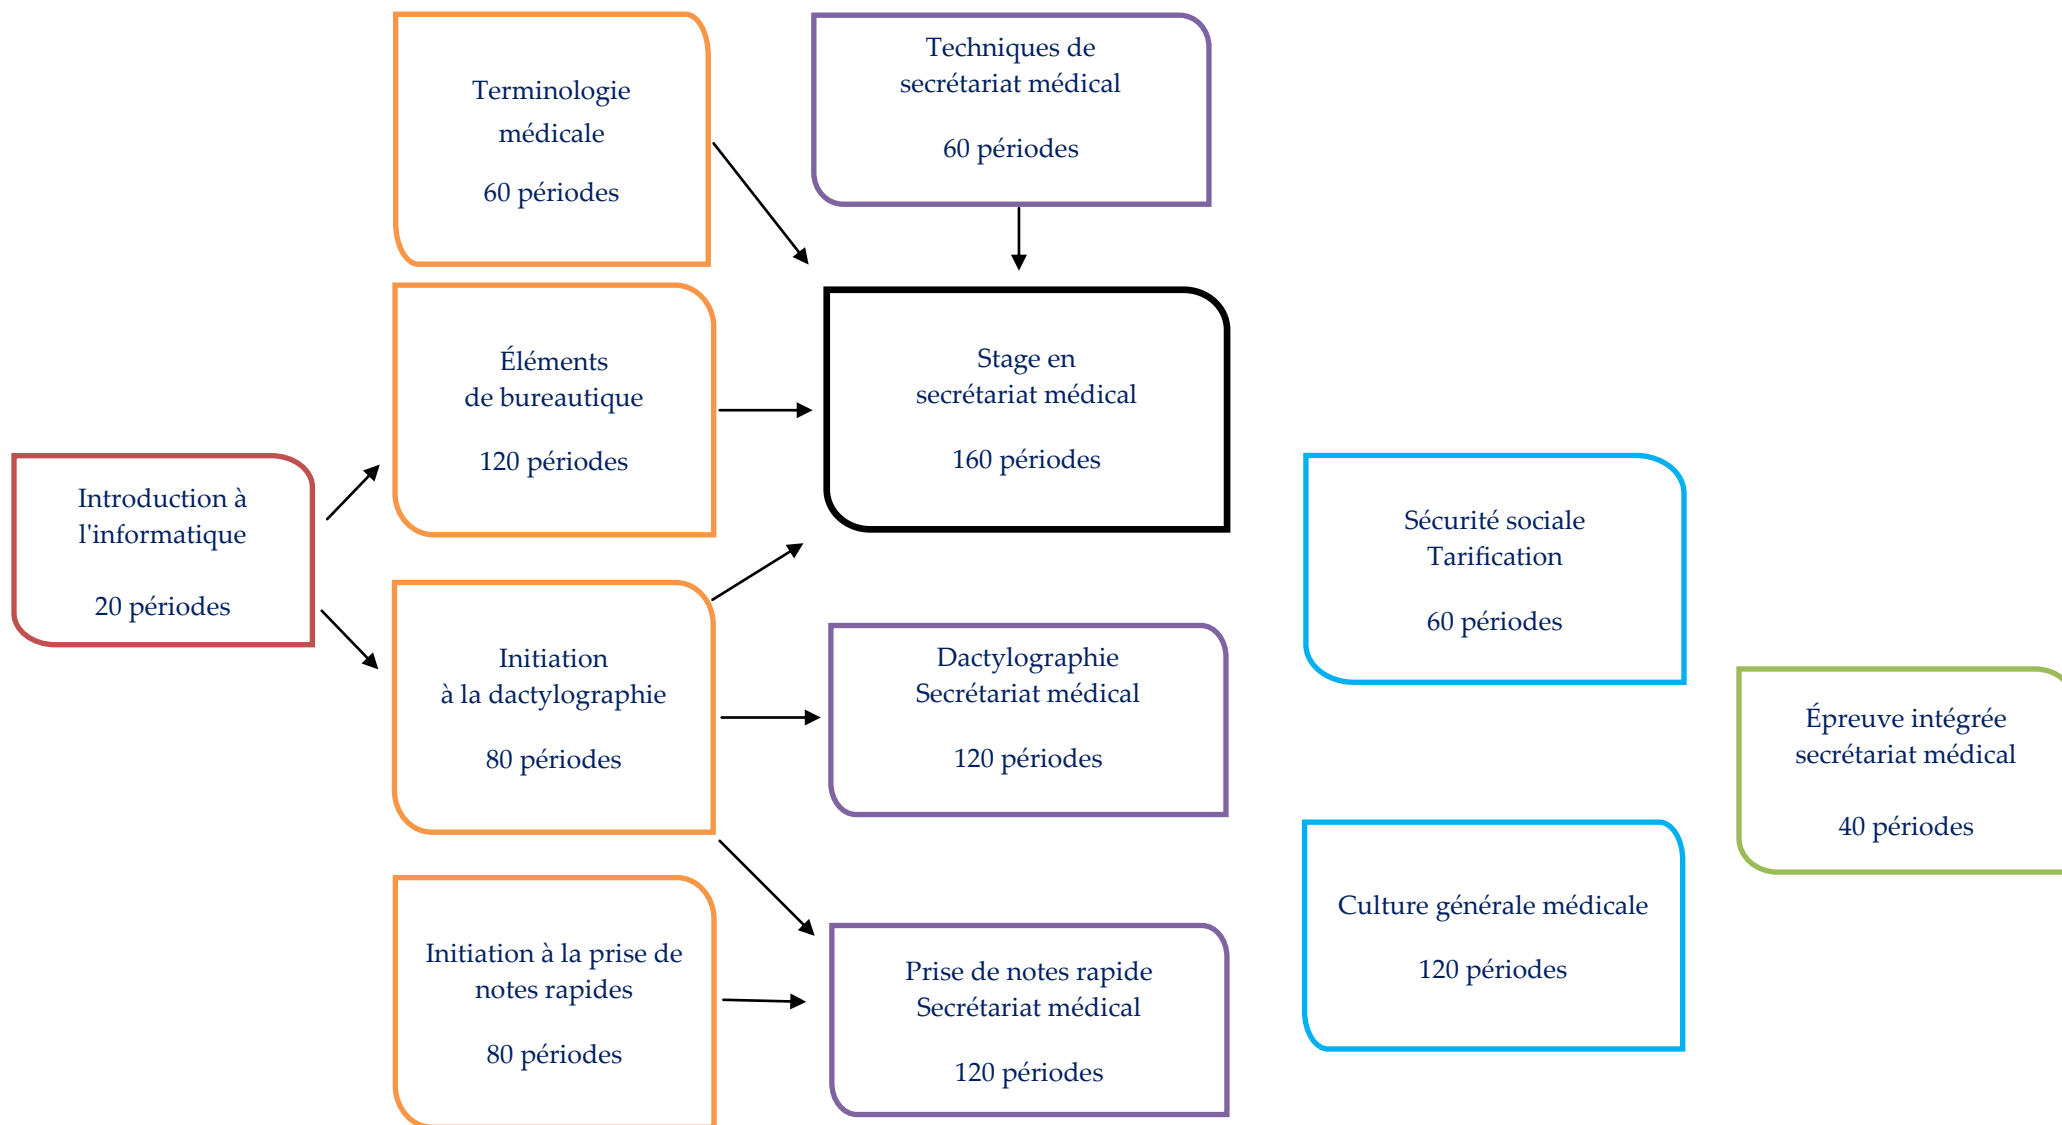 Terminologie
médicale
60 périodes
Techniques de
secrétariat médical
60 périodes
Éléments
de bureautique
120 périodes
Stage en
secrétariat médical
160 périodes
Introduction à
l'informatique
20 périodes
Sécurité sociale
Tarification
60 périodes
Initiation
à la dactylographie
80 périodes
Dactylographie
Secrétariat médical
120 périodes
Épreuve intégrée
secrétariat médical
40 périodes
Initiation à la prise de
notes rapides
80 périodes
Prise de notes rapide
Secrétariat médical
120 périodes
Culture générale médicale
120 périodes